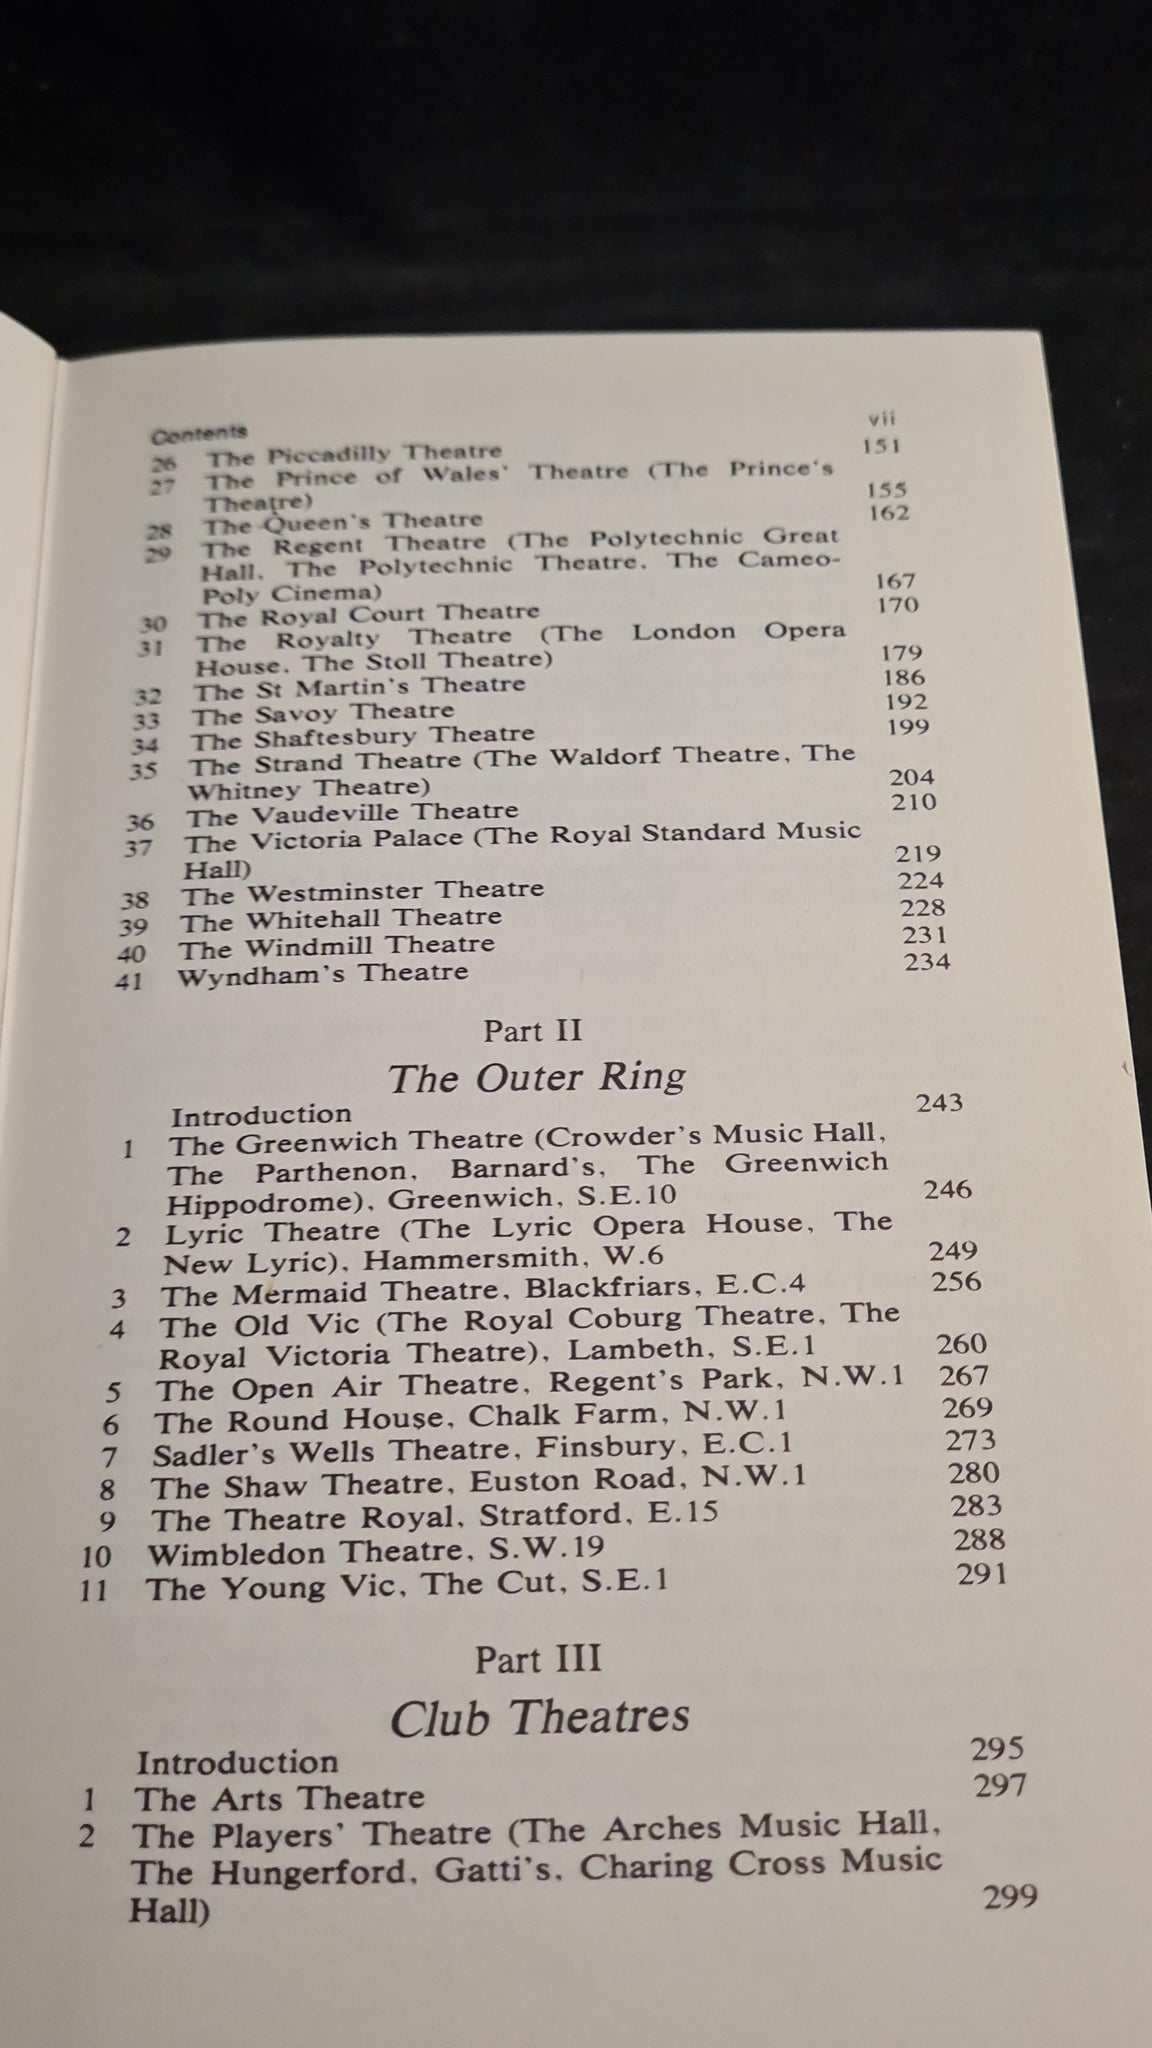 Contents vii
26 The Piccadilly Theatre 151
27 The Prince of Wales' Theatre (The Prince's
Theatre) 155
28 The Queen's Theatre 162
29 The Regent Theatre (The Polytechnic Great
Hall, The Polytechnic Theatre, The Cameo-
Poly Cinema) 167
30 The Royal Court Theatre 170
31 The Royalty Theatre (The London Opera
House, The Stoll Theatre) 179
32 The St Martin's Theatre 186
33 The Savoy Theatre 192
34 The Shaftesbury Theatre 199
35 The Strand Theatre (The Waldorf Theatre, The
Whitney Theatre) 204
36 The Vaudeville Theatre 210
37 The Victoria Palace (The Royal Standard Music
Hall) 219
38 The Westminster Theatre 224
39 The Whitehall Theatre 228
40 The Windmill Theatre 231
41 Wyndham's Theatre 234
Part II
The Outer Ring
Introduction 243
1 The Greenwich Theatre (Crowder's Music Hall,
The Parthenon, Barnard's, The Greenwich
Hippodrome), Greenwich, S.E.10 246
2 Lyric Theatre (The Lyric Opera House, The
New Lyric), Hammersmith, W.6 249
3 The Mermaid Theatre, Blackfriars, E.C.4 256
4 The Old Vic (The Royal Coburg Theatre, The
Royal Victoria Theatre), Lambeth, S.E.1 260
5 The Open Air Theatre, Regent's Park, N.W.1 267
6 The Round House, Chalk Farm, N.W.1 269
7 Sadler's Wells Theatre, Finsbury, E.C.1 273
8 The Shaw Theatre, Euston Road, N.W.1 280
9 The Theatre Royal, Stratford, E.15 283
10 Wimbledon Theatre, S.W.19 288
11 The Young Vic, The Cut, S.E.1 291
Part III
Club Theatres
Introduction 295
1 The Arts Theatre 297
2 The Players' Theatre (The Arches Music Hall,
The Hungerford, Gatti's, Charing Cross Music
Hall) 299